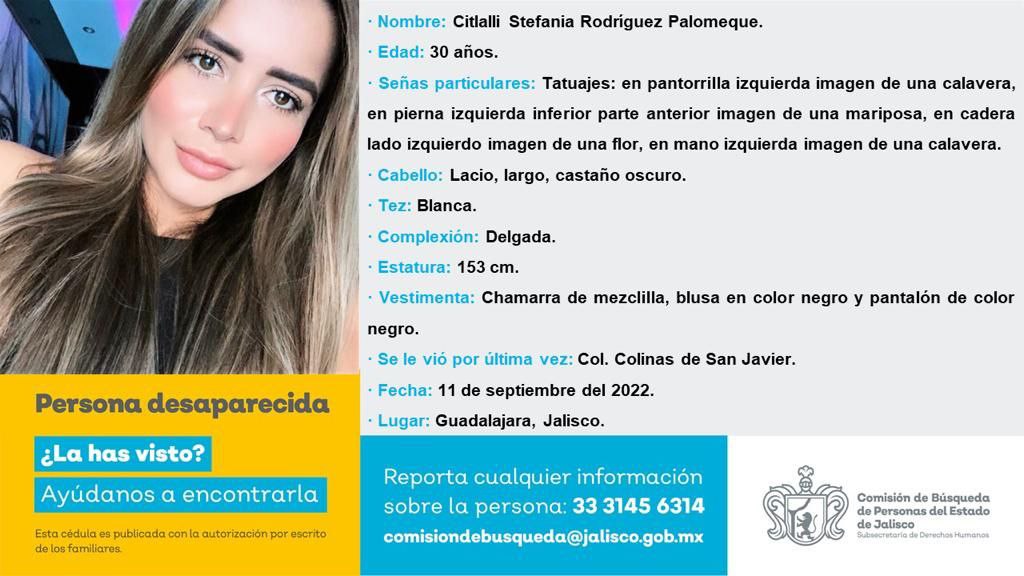 · Nombre: Citlalli Stefania Rodríguez Palomeque.
· Edad: 30 años.
· Señas particulares: Tatuajes: en pantorrilla izquierda imagen de una calavera,
en pierna izquierda inferior parte anterior imagen de una mariposa, en cadera
lado izquierdo imagen de una flor, en mano izquierda imagen de una calavera.
· Cabello: Lacio, largo, castaño oscuro.
· Tez: Blanca.
· Complexión: Delgada.
· Estatura: 153 cm.
· Vestimenta: Chamarra de mezclilla, blusa en color negro y pantalón de color
negro.
· Se le vió por última vez: Col. Colinas de San Javier.
· Fecha: 11 de septiembre del 2022.
· Lugar: Guadalajara, Jalisco.
Persona desaparecida
¿La has visto?
Ayúdanos a encontrarla
Esta cédula es publicada con la autorización por escrito
de los familiares.
Reporta cualquier información
sobre la persona: 33 3145 6314
comisiondebusqueda@jalisco.gob.mx
Comisión de Búsqueda
de Personas del Estado
de Jalisco
Subsecretaría de Derechos Humanos